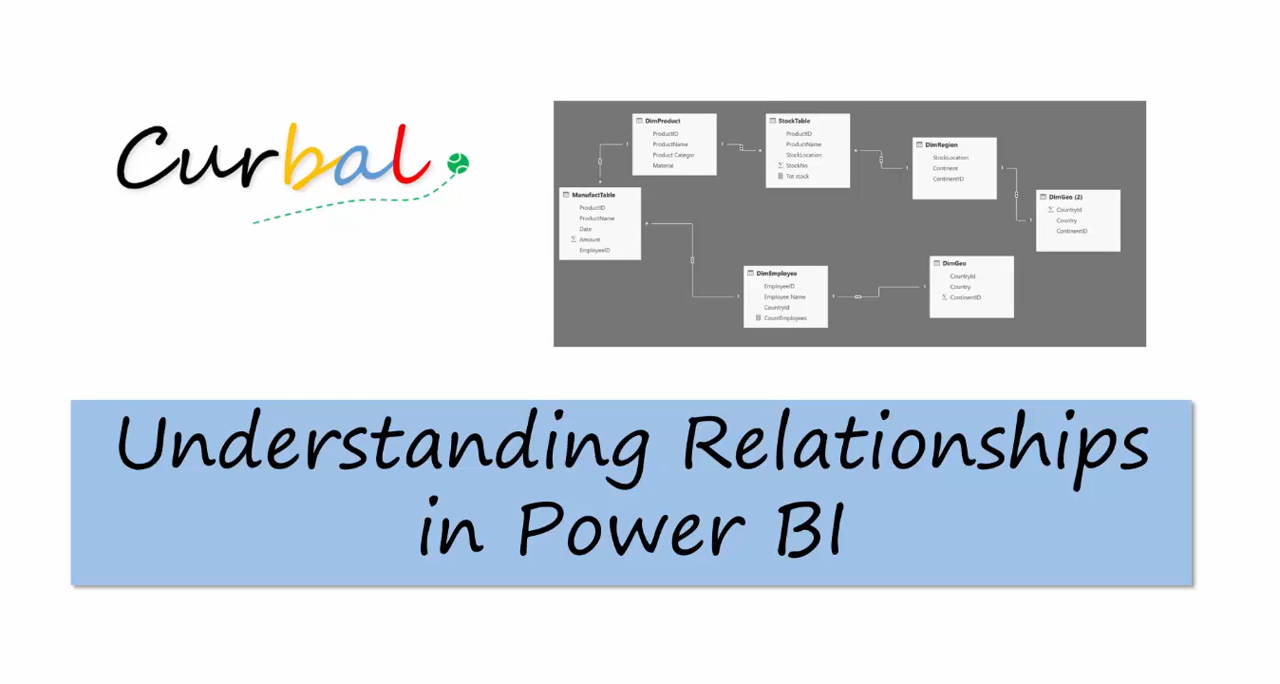 Curbal
DimProduct
ProductID
ProductName
Product Categor
Material
StockTable
ProductID
ProductName
StockLocation
StockNo
Tot stock
DimRegion
StockLocation
Continent
ContinentID
DimGeo (2)
CountryId
Country
ContinentID
ManufactTable
ProductID
ProductName
Date
Amount
EmployeeID
DimEmployee
EmployeeID
Employee Name
CountryId
CountEmployees
DimGeo
CountryId
Country
ContinentID
Understanding Relationships
in Power BI